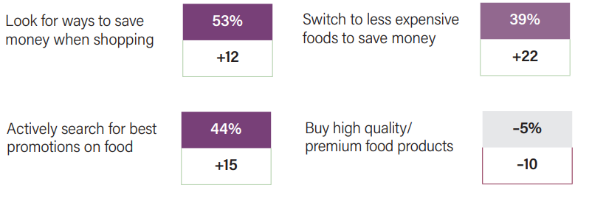 Look for ways to save
money when shopping
53%
+12
Switch to less expensive
foods to save money
39%
+22
Actively search for best
promotions on food
44%
+15
Buy high quality/
premium food products
-5%
-10